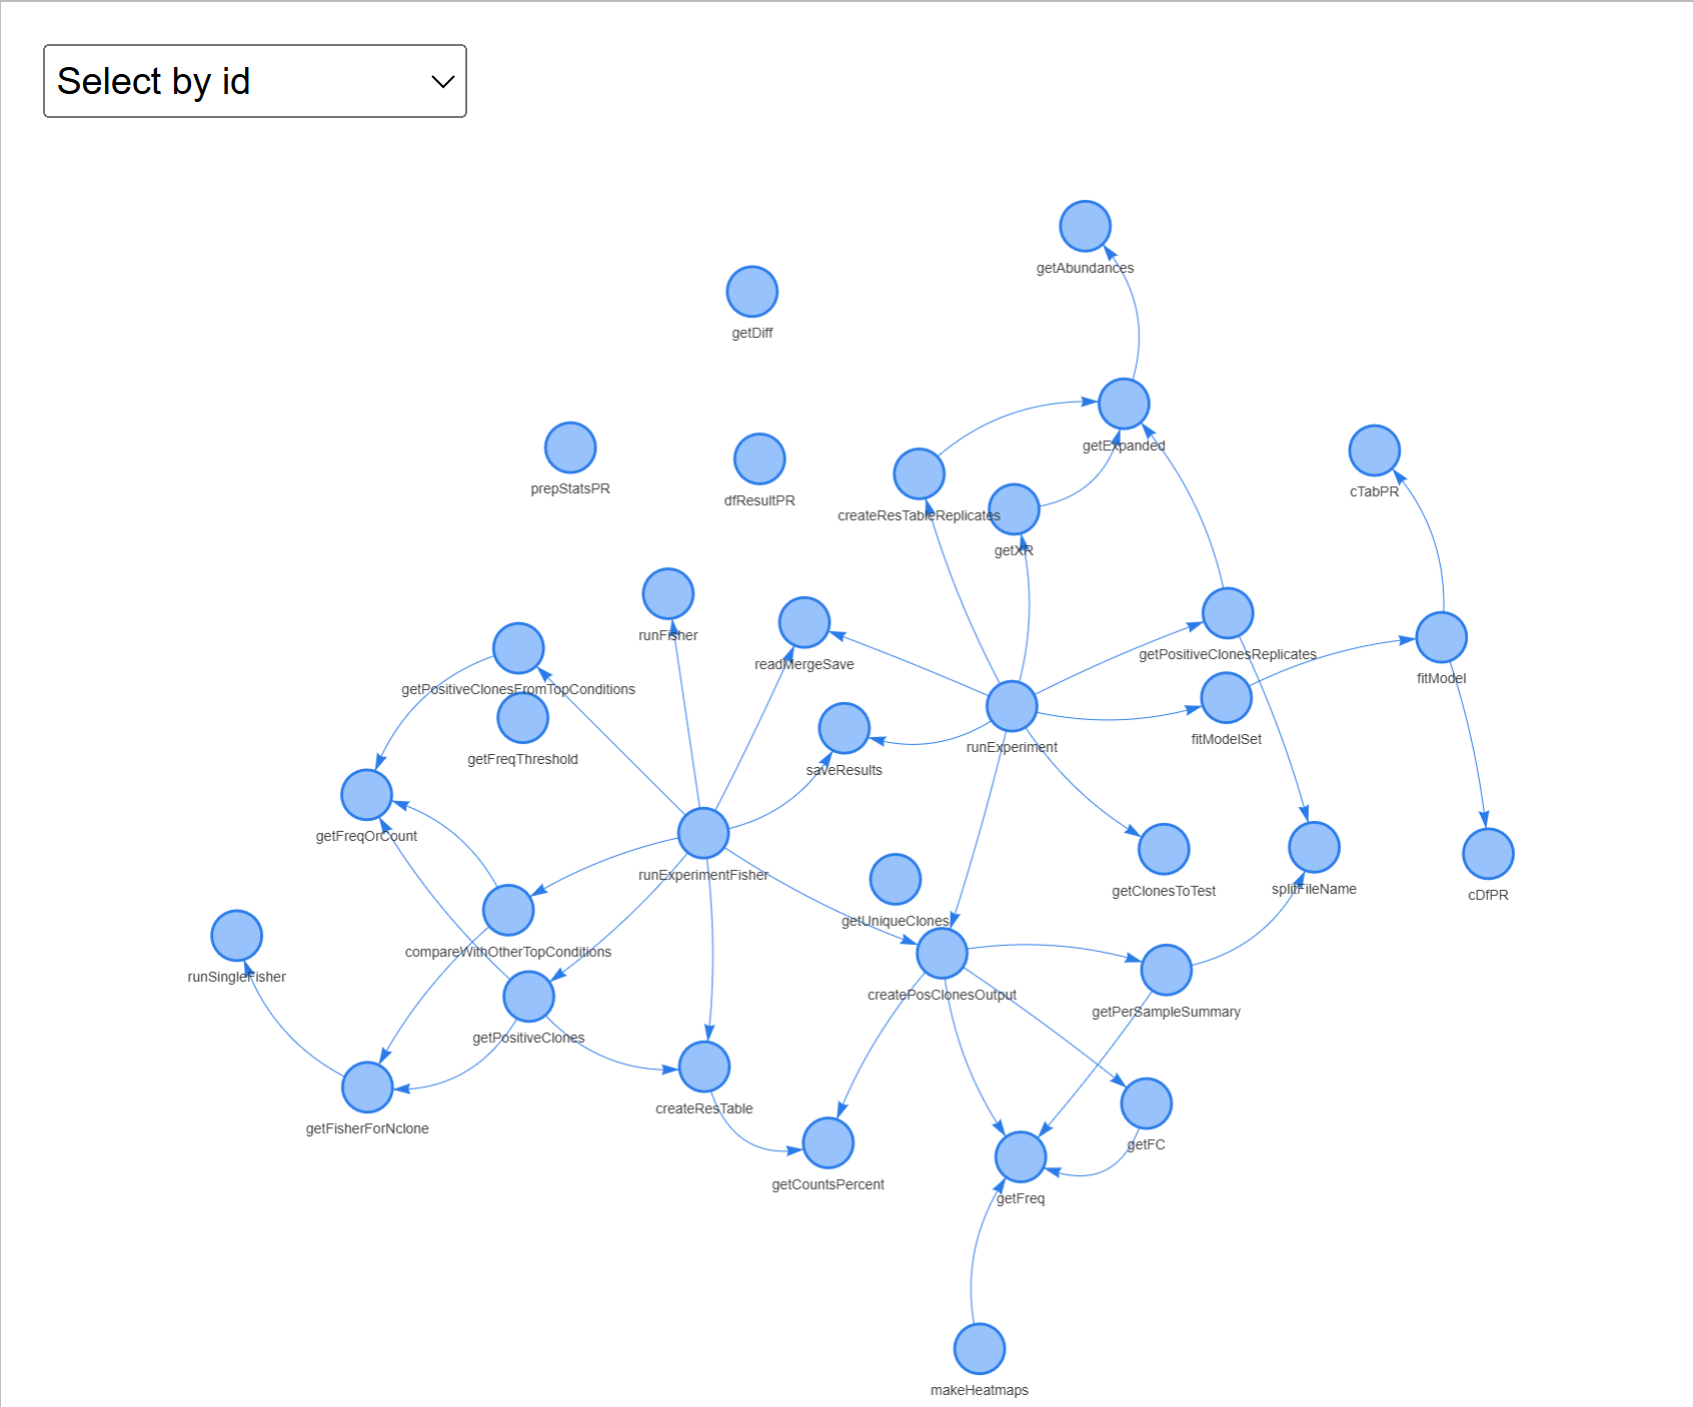 Select by id
getAbundances
getDiff
getExpanded
prepStatsPR
dfResultPR
cTabPR
createResTableReplicates
getXR
runFisher
readMergeSave
getPositiveClonesReplicates
fitModel
getPositiveClonesFromTopConditions
fitModelSet
runExperiment
getFreqThreshold
saveResults
getFreqOrCount
runExperimentFisher
getClonesToTest
splitFileName
cDfPR
getUniqueClones
compareWithOtherTopConditions
runSingleFisher
createPosClonesOutput
getPerSampleSummary
getPositiveClones
createResTable
getFisherForNclone
getFC
getCountsPercent
getFreq
makeHeatmaps